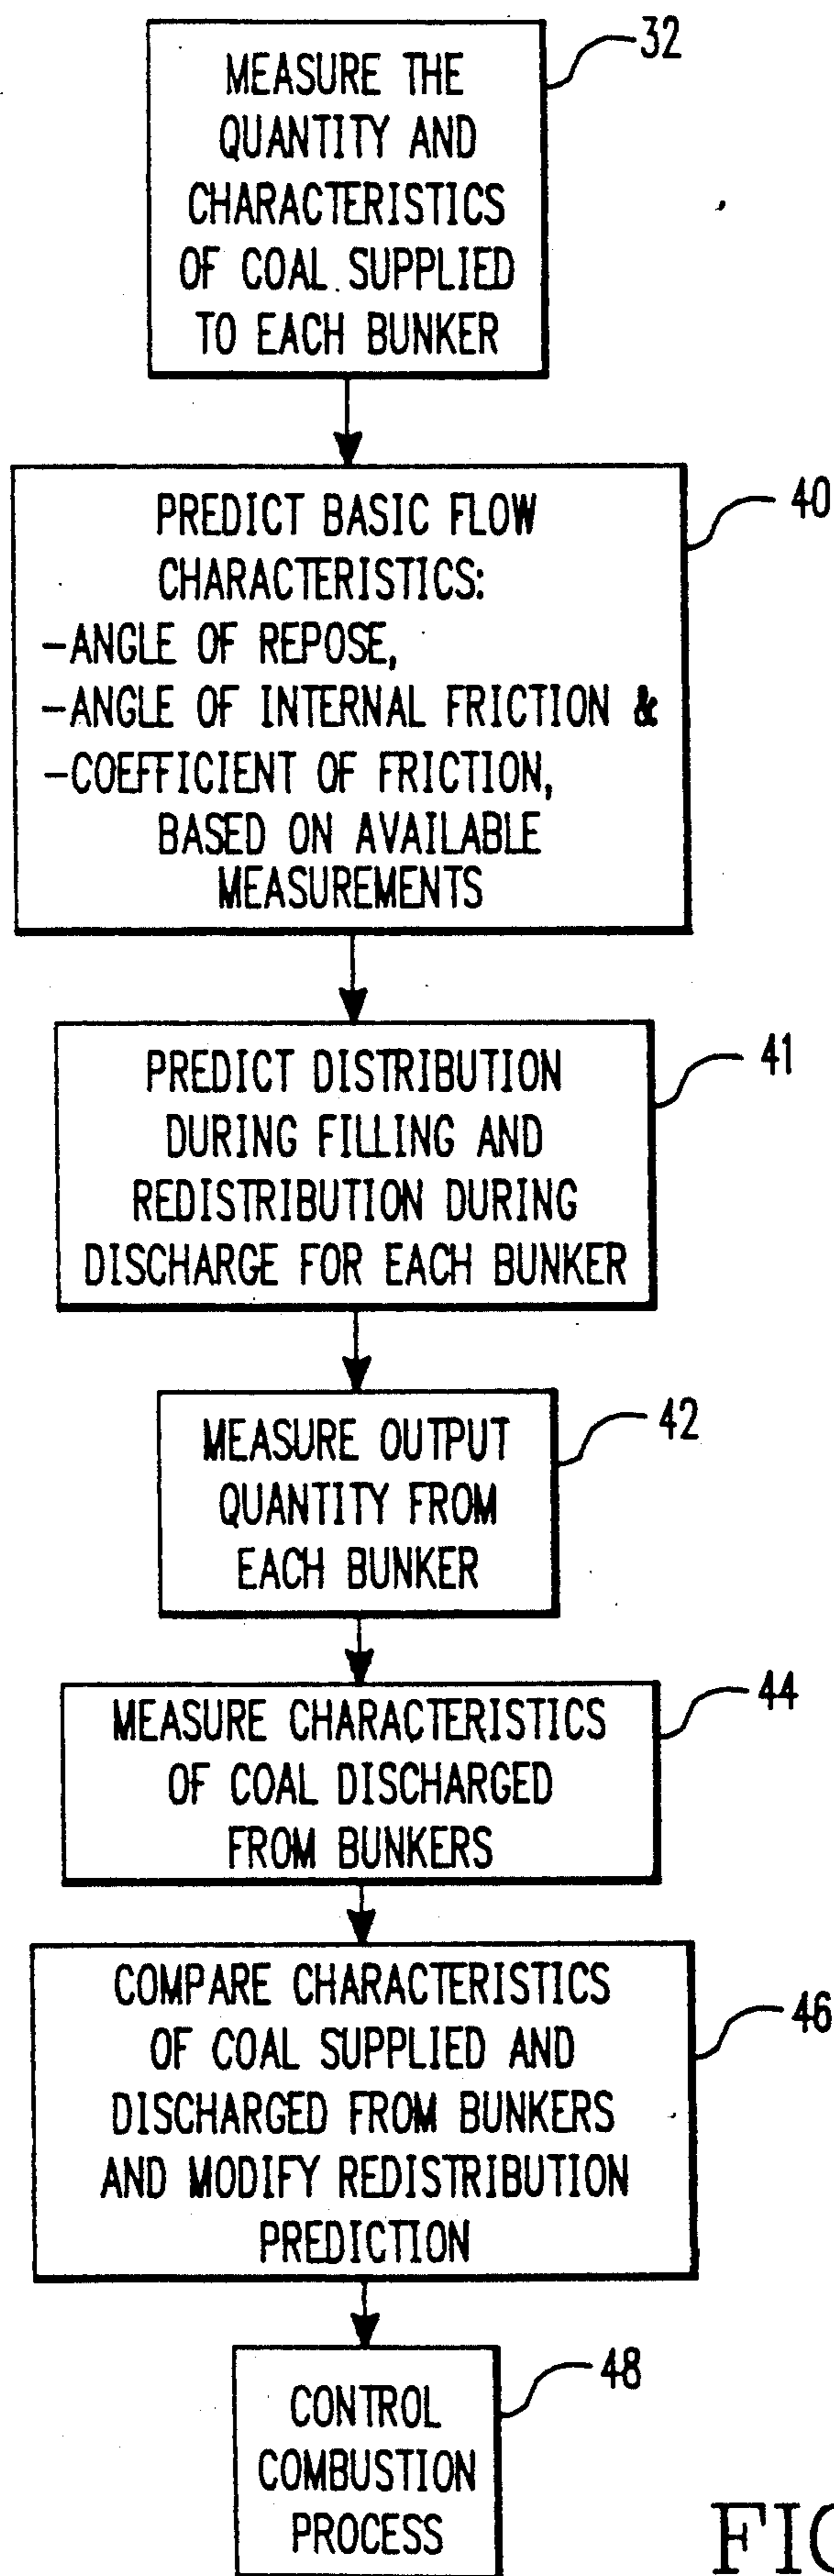 32
MEASURE THE
QUANTITY AND
CHARACTERISTICS
OF COAL SUPPLIED
TO EACH BUNKER
40
PREDICT BASIC FLOW
CHARACTERISTICS:
-ANGLE OF REPOSE,
-ANGLE OF INTERNAL FRICTION &
-COEFFICIENT OF FRICTION,
BASED ON AVAILABLE
MEASUREMENTS
41
PREDICT DISTRIBUTION
DURING FILLING AND
REDISTRIBUTION DURING
DISCHARGE FOR EACH BUNKER
42
MEASURE OUTPUT
QUANTITY FROM
EACH BUNKER
44
MEASURE CHARACTERISTICS
OF COAL DISCHARGED
FROM BUNKERS
46
COMPARE CHARACTERISTICS
OF COAL SUPPLIED AND
DISCHARGED FROM BUNKERS
AND MODIFY REDISTRIBUTION
PREDICTION
48
CONTROL
COMBUSTION
PROCESS